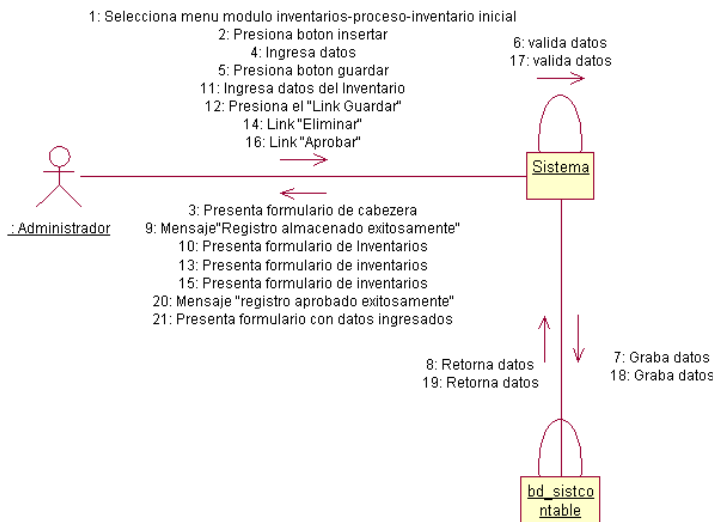 1: Selecciona menu modulo inventarios-proceso-inventario inicial
2: Presiona boton insertar
4: Ingresa datos
5: Presiona boton guardar
11: Ingresa datos del Inventario
12: Presiona el "Link Guardar"
14: Link "Eliminar"
16: Link "Aprobar"
6: valida datos
17: valida datos
Sistema
: Administrador
3: Presenta formulario de cabezera
9: Mensaje"Registro almacenado exitosamente"
10: Presenta formulario de Inventarios
13: Presenta formulario de inventarios
15: Presenta formulario de inventarios
20: Mensaje "registro aprobado exitosamente"
21: Presenta formulario con datos ingresados
8: Retorna datos
19: Retorna datos
7: Graba datos
18: Graba datos
bd_sistco
ntable